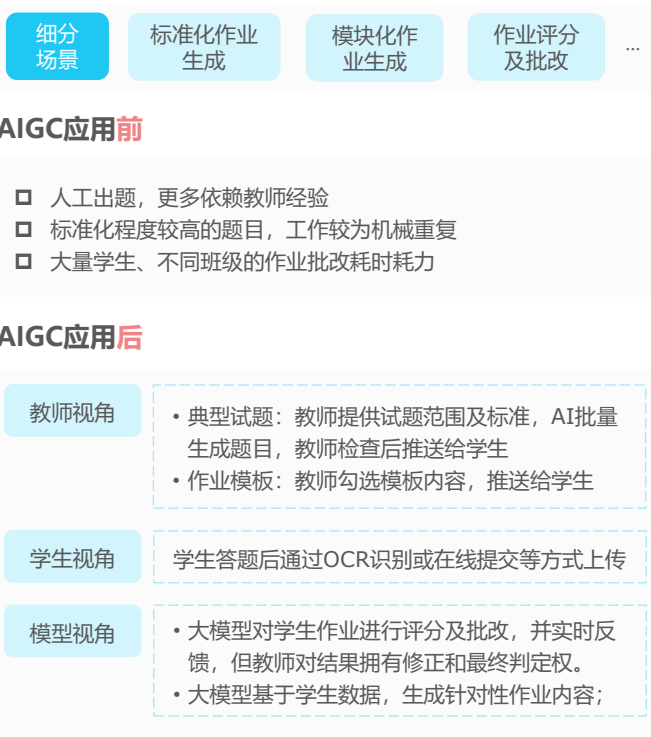 细分
场景
标准化作业
生成
模块化作
业生成
作业评分
及批改
...
AIGC应用前
人工出题，更多依赖教师经验
标准化程度较高的题目，工作较为机械重复
大量学生、不同班级的作业批改耗时耗力
AIGC应用后
教师视角
• 典型试题：教师提供试题范围及标准，AI批量
生成题目，教师检查后推送给学生
• 作业模板：教师勾选模板内容，推送给学生
学生视角
学生答题后通过OCR识别或在线提交等方式上传
模型视角
• 大模型对学生作业进行评分及批改，并实时反
馈，但教师对结果拥有修正和最终判定权。
• 大模型基于学生数据，生成针对性作业内容；